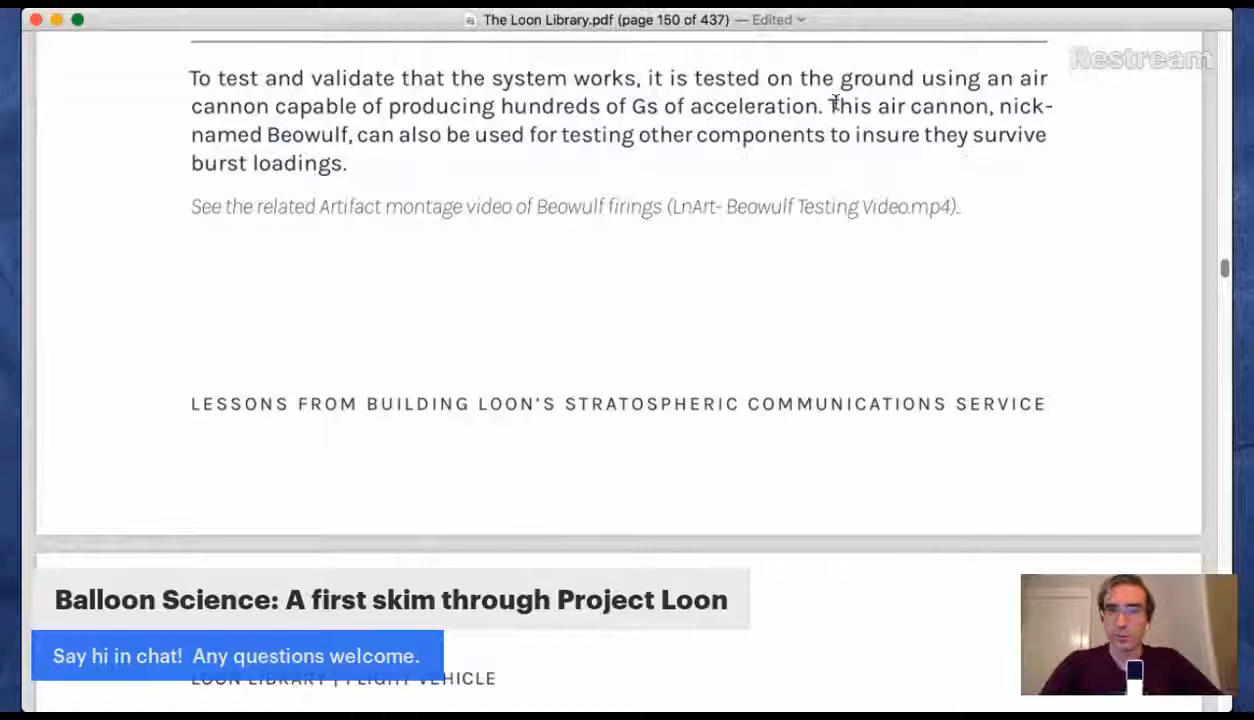 The Loon Library.pdf (page 150 of 437) — Edited
Restream
To test and validate that the system works, it is tested on the ground using an air
cannon capable of producing hundreds of Gs of acceleration. This air cannon, nick-
named Beowulf, can also be used for testing other components to insure they survive
burst loadings.
See the related Artifact montage video of Beowulf firings (LnArt- Beowulf Testing Video.mp4).
LESSONS FROM BUILDING LOON'S STRATOSPHERIC COMMUNICATIONS SERVICE
Balloon Science: A first skim through Project Loon
Say hi in chat! Any questions welcome.
LOON LIBRARY | FLIGHT VEHICLE